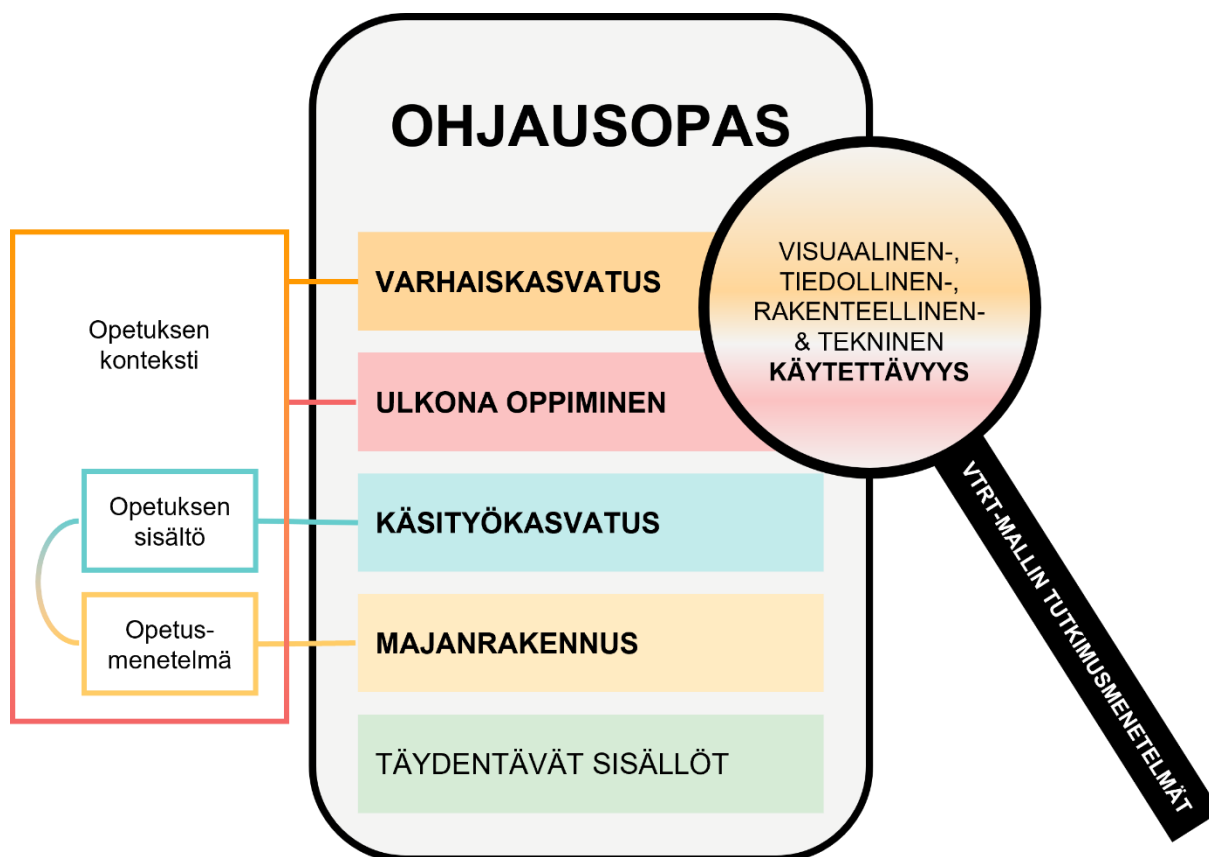 OHJAUSOPAS
VISUAALINEN-,
TIEDOLLINEN-,
RAKENTEELLINEN-
& TEKNINEN
KÄYTETTÄVYYS
VTRT-MALLIN TUTKIMUSMENETELMÄT
Opetuksen
konteksti
VARHAISKASVATUS
ULKONA OPPIMINEN
Opetuksen
sisältö
KÄSITYÖKASVATUS
Opetus-
menetelmä
MAJANRAKENNUS
TÄYDENTÄVÄT SISÄLLÖT